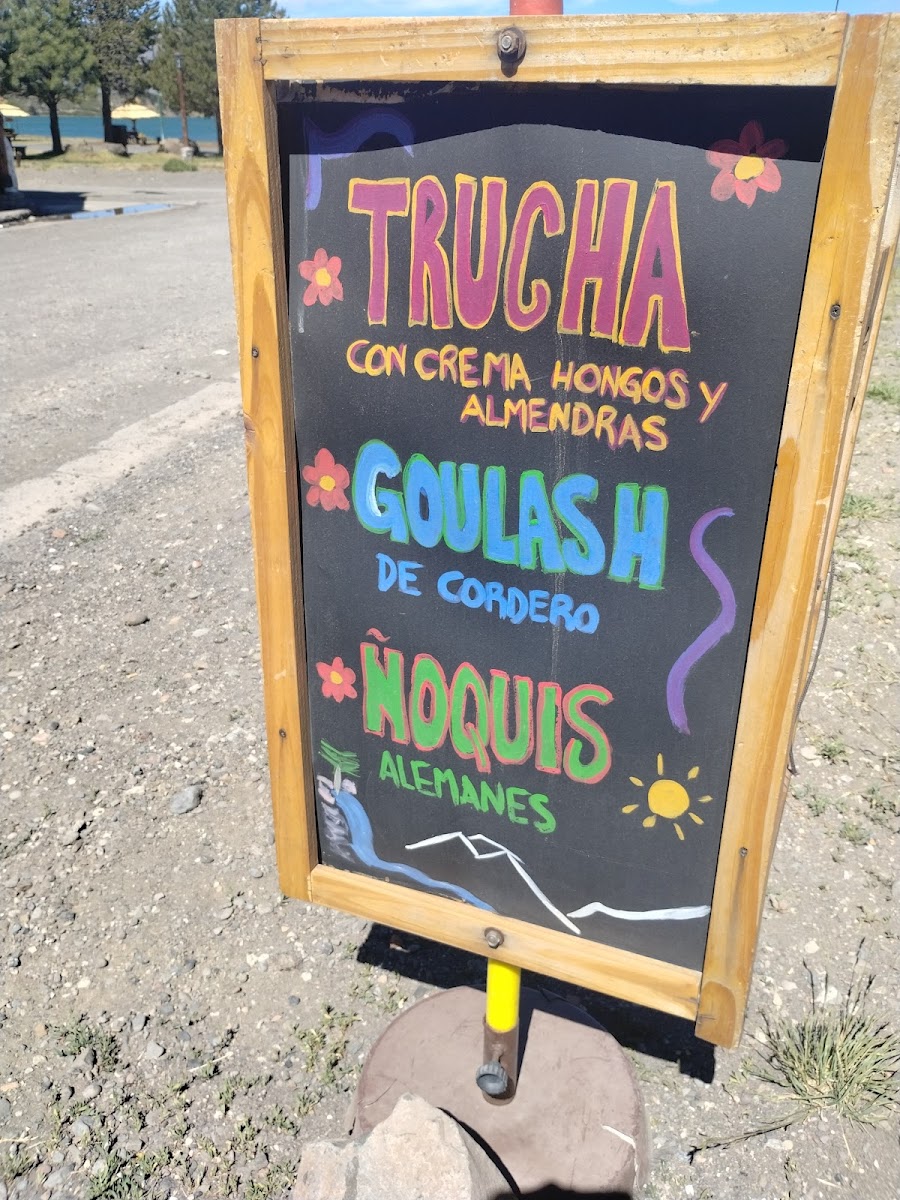 TRUCHA
CON CREMA HONGOS Y
ALMENDRAS
GOULASH
DE CORDERO
ÑOQUIS
ALEMANES